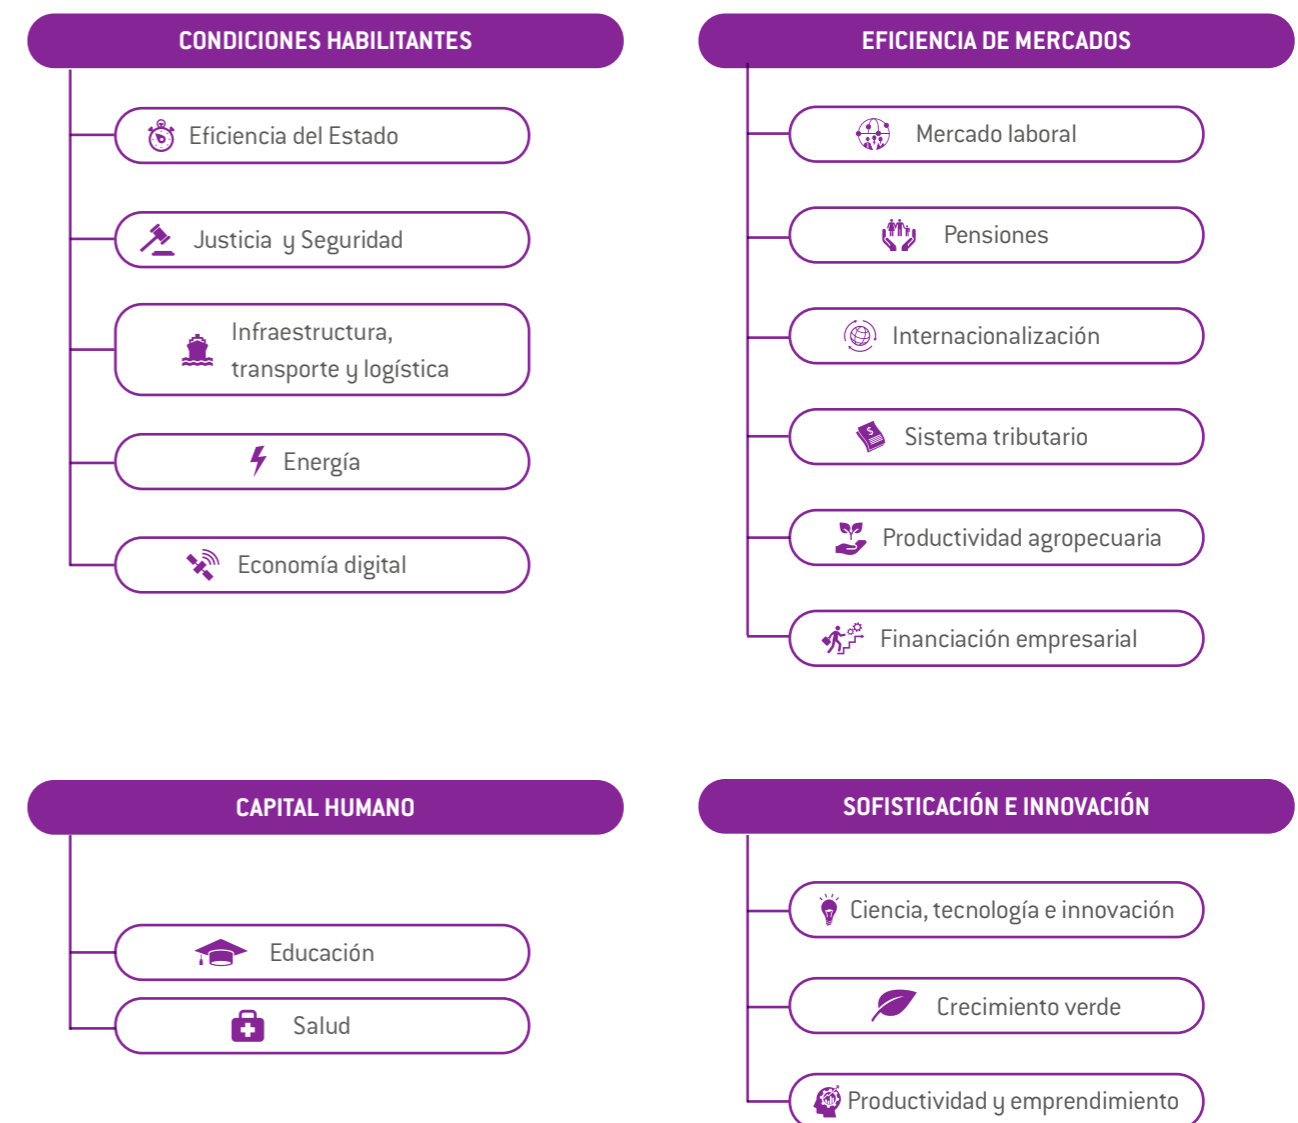 CONDICIONES HABILITANTES
Eficiencia del Estado
Justicia y Seguridad
Infraestructura,
transporte y logística
Energía
Economía digital
EFICIENCIA DE MERCADOS
Mercado laboral
Pensiones
Internacionalización
Sistema tributario
Productividad agropecuaria
Financiación empresarial
CAPITAL HUMANO
Educación
Salud
SOFISTICACIÓN E INNOVACIÓN
Ciencia, tecnología e innovación
Crecimiento verde
Productividad y emprendimiento